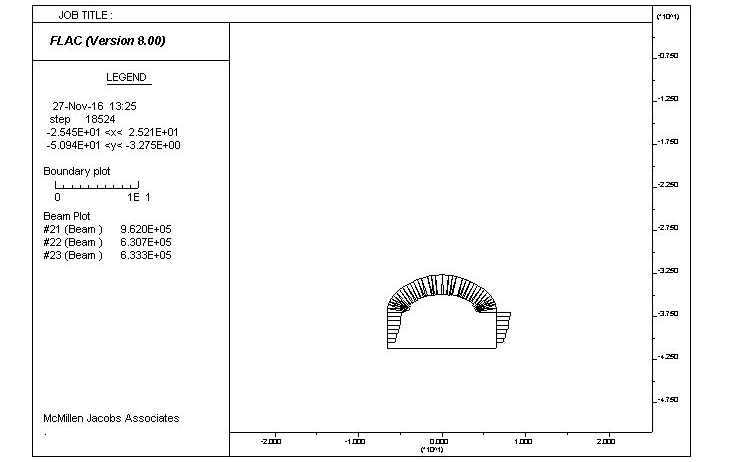 JOB TITLE :
FLAC (Version 8.00)
LEGEND
27-Nov-16 13:25
step 18524
-2.545E+01 <x< 2.521E+01
-5.094E+01 <y< -3.275E+00
Boundary plot
0 1E 1
Beam Plot
#21 (Beam ) 9.620E+05
#22 (Beam ) 6.307E+05
#23 (Beam ) 6.333E+05
McMillen Jacobs Associates
(*10^1)
-0.750
-1.250
-1.750
-2.250
-2.750
-3.250
-3.750
-4.250
-4.750
-2.000 -1.000 0.000 1.000 2.000
(*10^1)